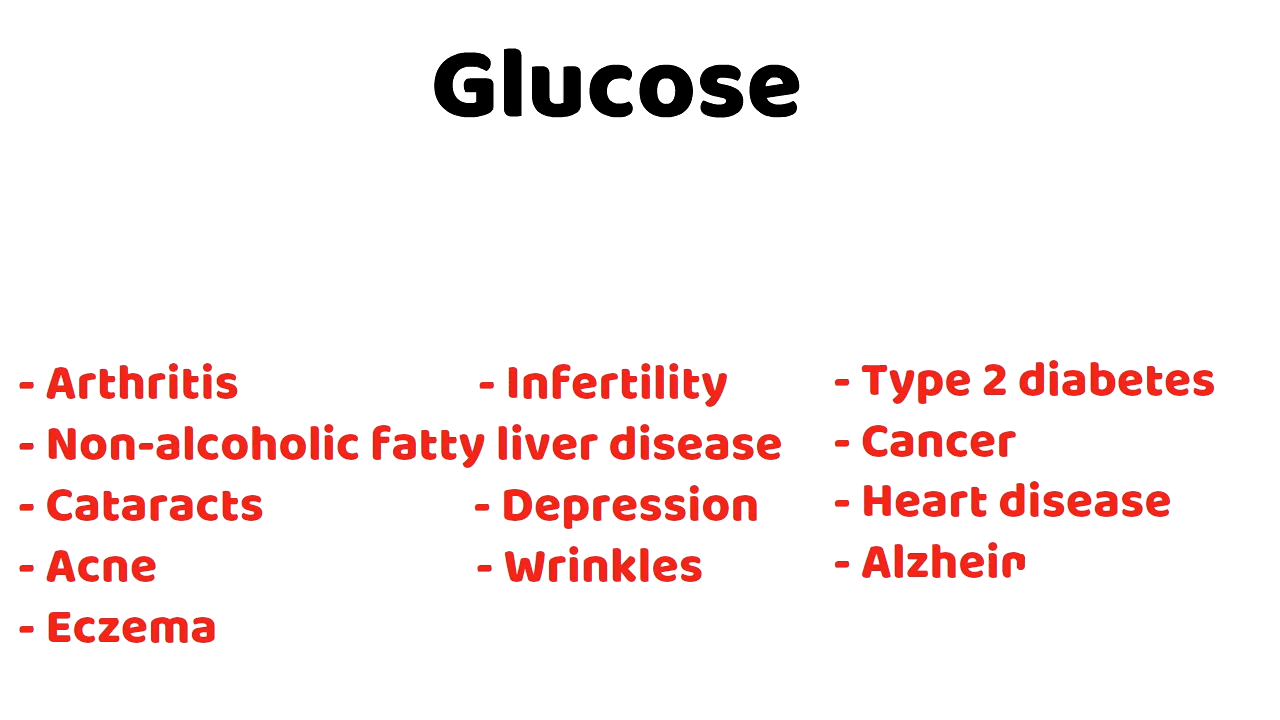 Glucose
- Arthritis
- Non-alcoholic fatty liver disease
- Cataracts
- Acne
- Eczema
- Infertility
- Depression
- Wrinkles
- Type 2 diabetes
- Cancer
- Heart disease